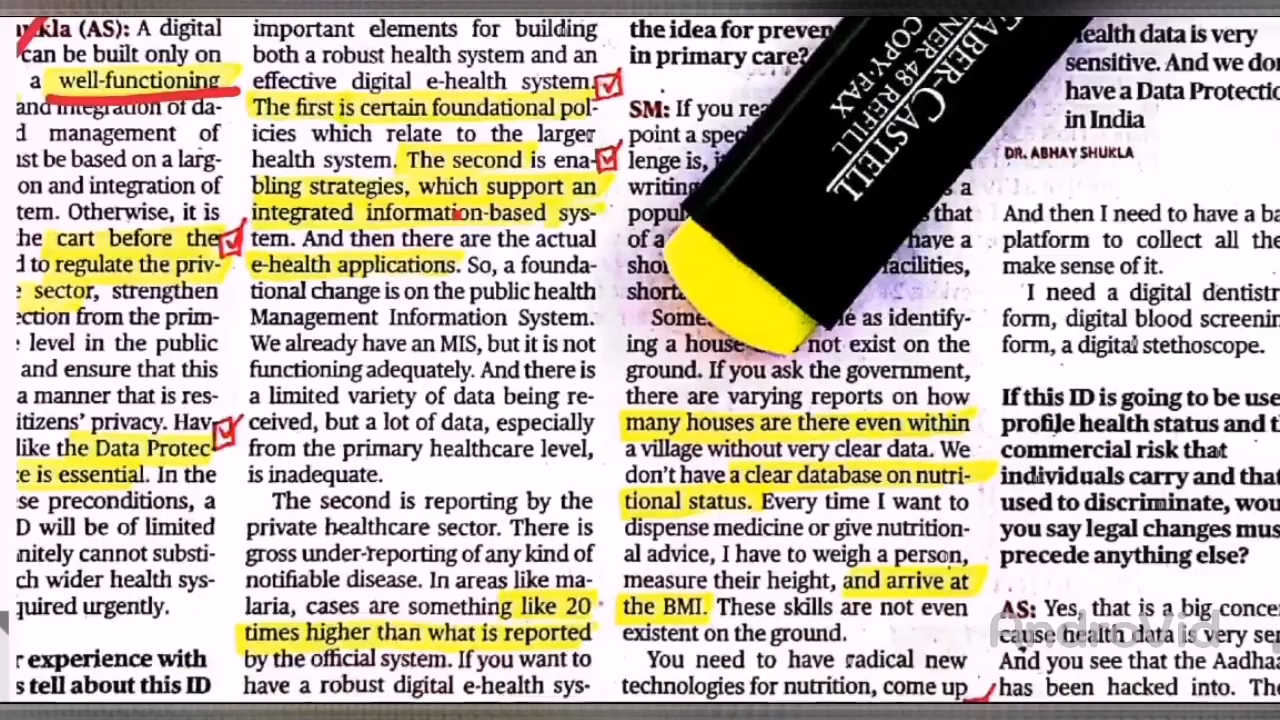 kla (AS): A digital
can be built only on
a well-functioning
and integration of da-
d management of
st be based on a larg-
on and integration of
tem. Otherwise, it is
he cart before the
d to regulate the priv-
sector, strengthen
ection from the prim-
level in the public
and ensure that this
a manner that is res-
itizens' privacy. Hav
like the Data Protec
e is essential. In the
se preconditions, a
D will be of limited
nitely cannot substi-
ch wider health sys-
quired urgently.
r experience with
s tell about this ID
important elements for building
both a robust health system and an
effective digital e-health system.
The first is certain foundational pol-
icies which relate to the larger
health system. The second is ena-
bling strategies, which support an
integrated information-based sys-
tem. And then there are the actual
e-health applications. So, a founda-
tional change is on the public health
Management Information System.
We already have an MIS, but it is not
functioning adequately. And there is
a limited variety of data being re-
ceived, but a lot of data, especially
from the primary healthcare level,
is inadequate.
The second is reporting by the
private healthcare sector. There is
gross under-reporting of any kind of
notifiable disease. In areas like ma-
laria, cases are something like 20
times higher than what is reported
by the official system. If you want to
have a robust digital e-health sys-
the idea for preven
in primary care?
SM: If you rea
point a spec
lenge is, i
writing a
popul that
of a have a
shor facilities,
short
Some e as identify-
ing a house not exist on the
ground. If you ask the government,
there are varying reports on how
many houses are there even within
a village without very clear data. We
don't have a clear database on nutri-
tional status. Every time I want to
dispense medicine or give nutrition-
al advice, I have to weigh a person,
measure their height, and arrive at
the BMI. These skills are not even
existent on the ground.
You need to have radical new
technologies for nutrition, come up
FABER-CASTELL
LINER 48 REFILL
COPY·FAX
Health data is very
sensitive. And we don
have a Data Protectio
in India
DR. ABHAY SHUKLA
And then I need to have a ba
platform to collect all the
make sense of it.
I need a digital dentistr
form, digital blood screenin
form, a digital stethoscope.
If this ID is going to be use
profile health status and t
commercial risk that
individuals carry and that
used to discriminate, wou
you say legal changes mus
precede anything else?
AS: Yes, that is a big conce
cause health data is very sen
And you see that the Aadha
has been hacked into. The
AndroVid